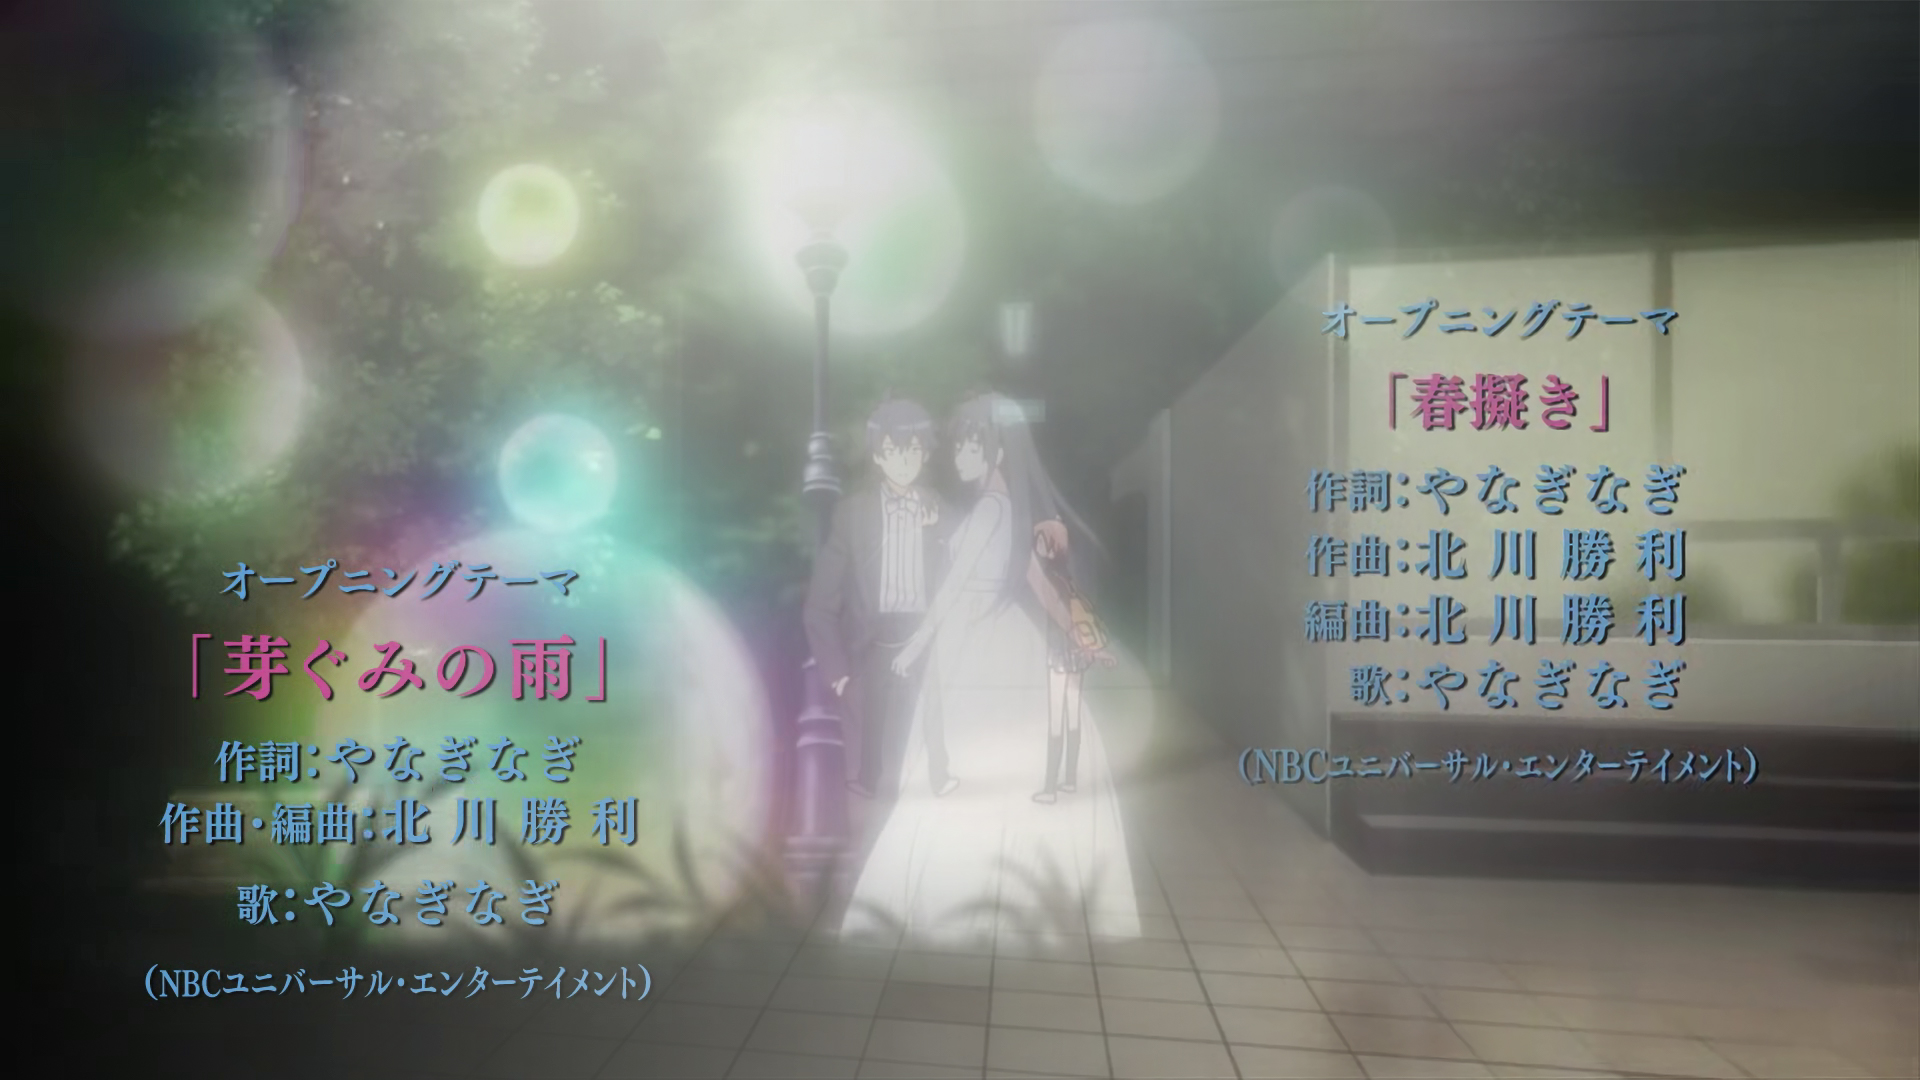 オープニングテーマ
「芽ぐみの雨」
作詞：やなぎなぎ
作曲・編曲：北川勝利
歌：やなぎなぎ
（NBCユニバーサル・エンターテイメント）
オープニングテーマ
「春擬き」
作詞：やなぎなぎ
作曲：北川勝利
編曲：北川勝利
歌：やなぎなぎ
（NBCユニバーサル・エンターテイメント）